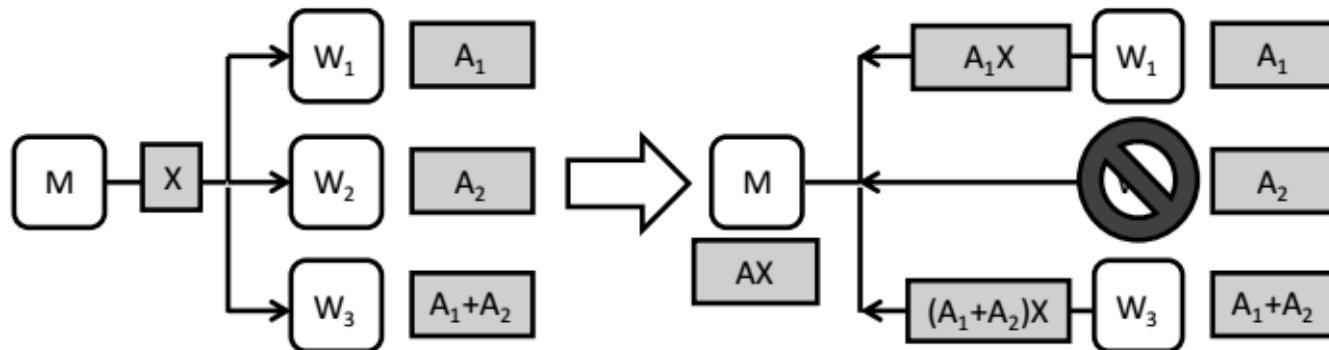 W₁ A₁
M X W₂ A₂
W₃ A₁+A₂
A₁X W₁ A₁
M A₂
AX
(A₁+A₂)X W₃ A₁+A₂